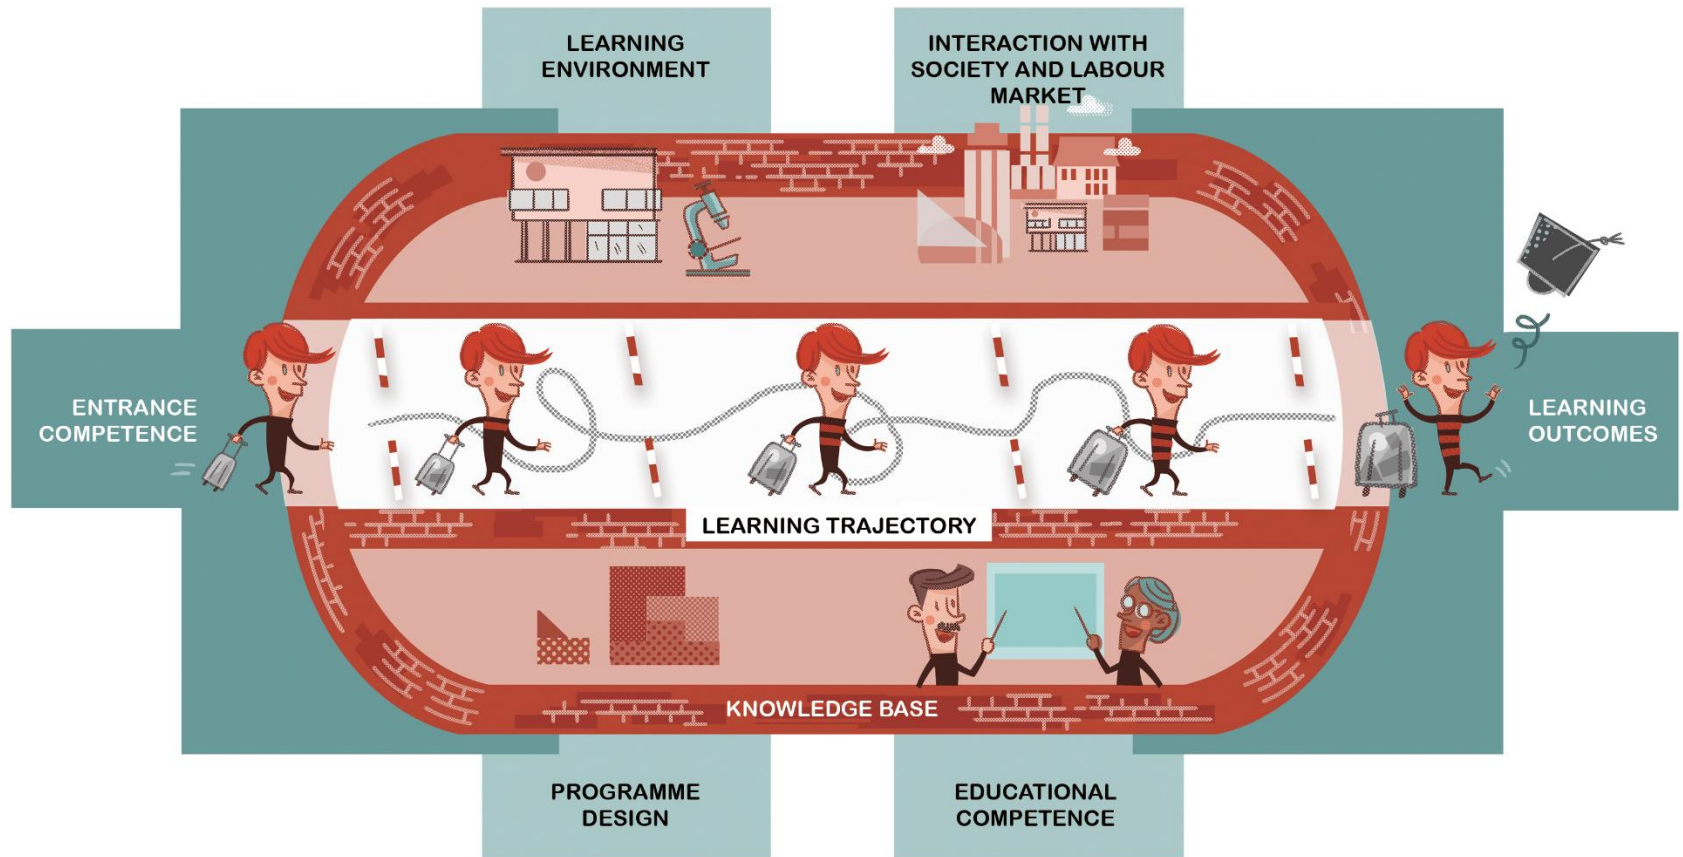 LEARNING
ENVIRONMENT
INTERACTION WITH
SOCIETY AND LABOUR
MARKET
ENTRANCE
COMPETENCE
LEARNING
OUTCOMES
LEARNING TRAJECTORY
KNOWLEDGE BASE
PROGRAMME
DESIGN
EDUCATIONAL
COMPETENCE